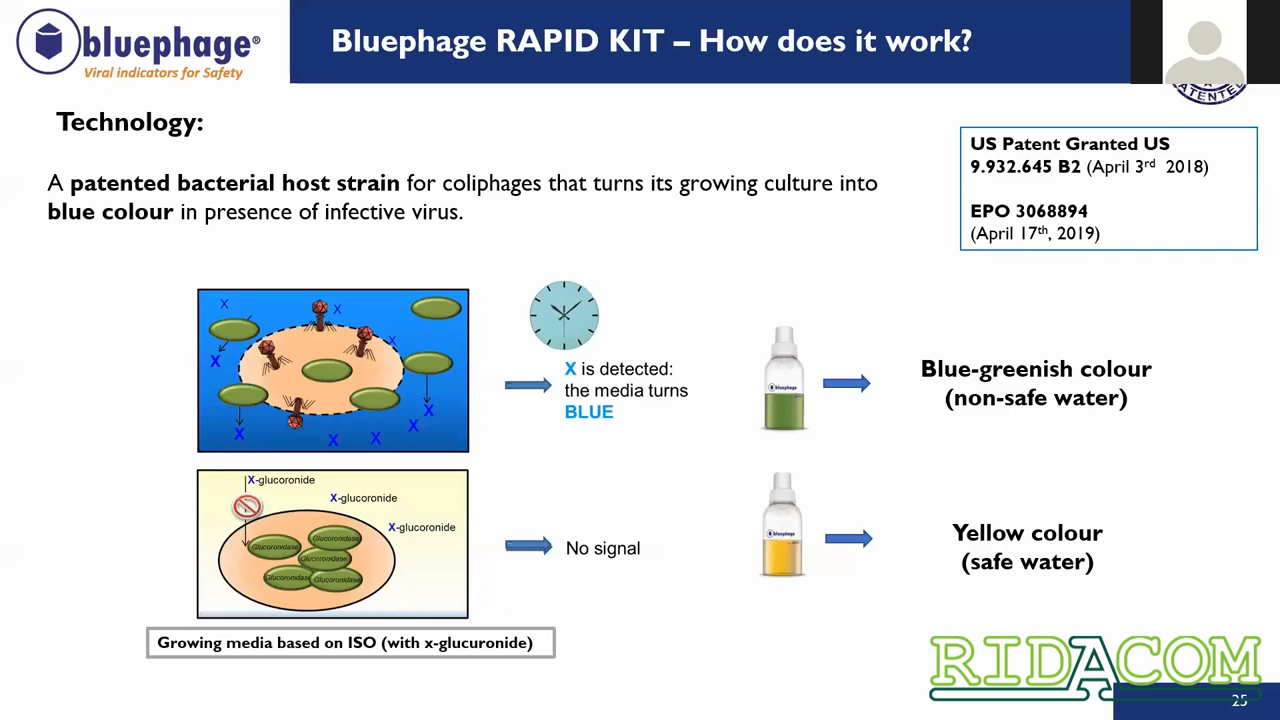 bluephage®
Viral indicators for Safety
Bluephage RAPID KIT – How does it work?
PATENTED
Technology:
US Patent Granted US
9.932.645 B2 (April 3rd 2018)
EPO 3068894
(April 17th, 2019)
A patented bacterial host strain for coliphages that turns its growing culture into
blue colour in presence of infective virus.
X
X
X
X
X
X
X
X
X
X
X is detected:
the media turns
BLUE
bluephage
Blue-greenish colour
(non-safe water)
X-glucoronide
X-glucoronide
X-glucoronide
Glucoronidase
Glucoronidase
Glucoronidase
Glucoronidase
Glucoronidase
No signal
bluephage
Yellow colour
(safe water)
Growing media based on ISO (with x-glucuronide)
RIDACOM
25